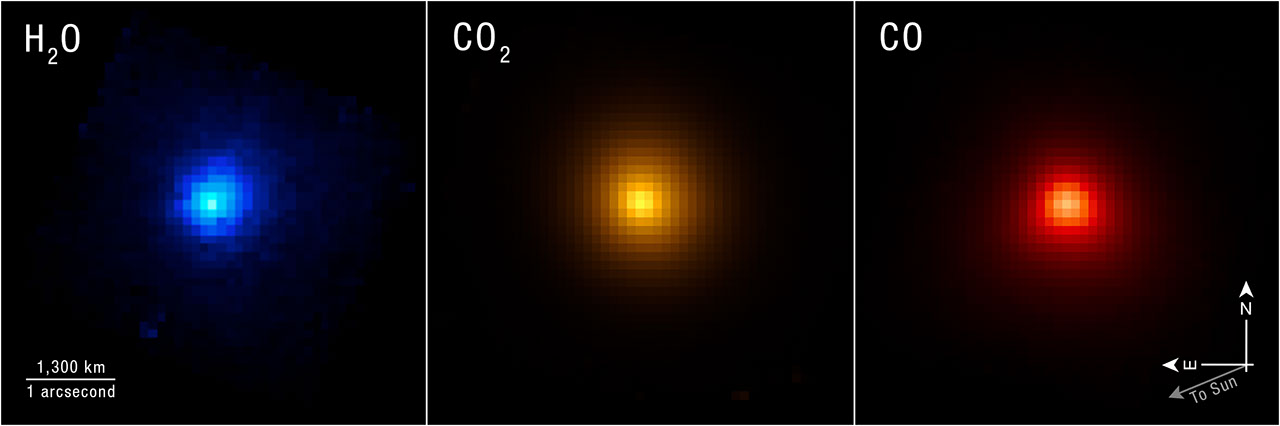 H₂O
CO₂
CO
1,300 km
1 arcsecond
N
E
To Sun